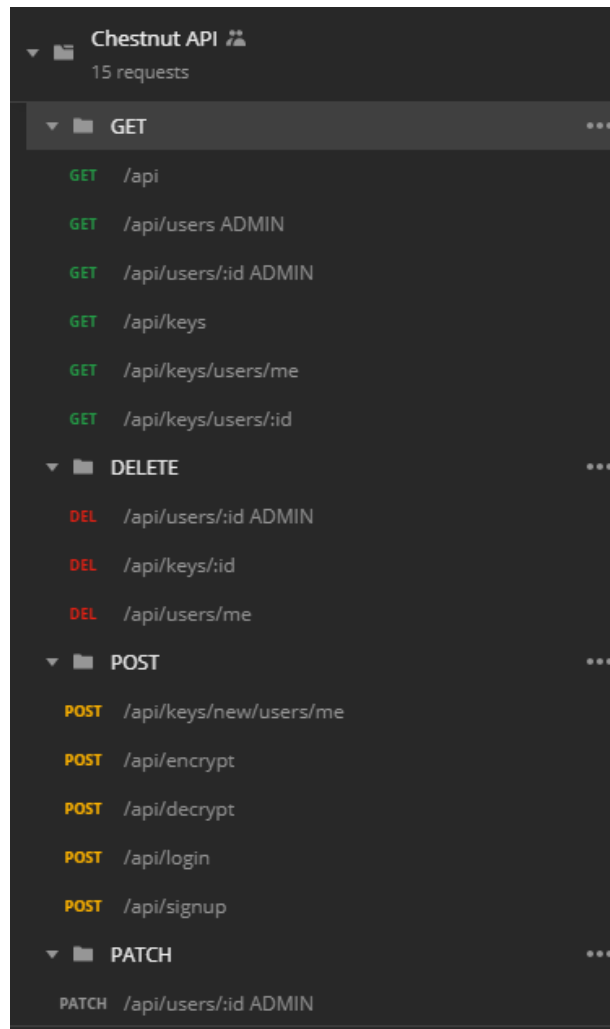 Chestnut API
15 requests
GET
GET /api
GET /api/users ADMIN
GET /api/users/:id ADMIN
GET /api/keys
GET /api/keys/users/me
GET /api/keys/users/:id
DELETE
DEL /api/users/:id ADMIN
DEL /api/keys/:id
DEL /api/users/me
POST
POST /api/keys/new/users/me
POST /api/encrypt
POST /api/decrypt
POST /api/login
POST /api/signup
PATCH
PATCH /api/users/:id ADMIN